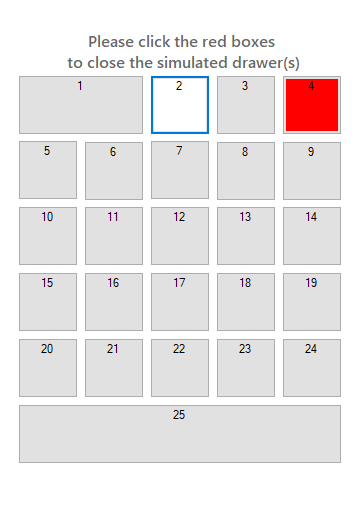 Please click the red boxes
to close the simulated drawer(s)
1 2 3 4
5 6 7 8 9
10 11 12 13 14
15 16 17 18 19
20 21 22 23 24
25